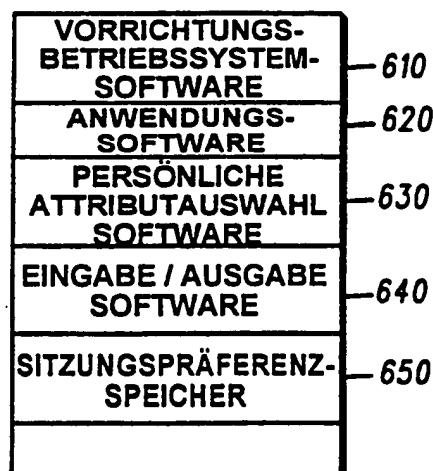 VORRICHTUNGS-
BETRIEBSSYSTEM-
SOFTWARE
610
ANWENDUNGS-
SOFTWARE
620
PERSÖNLICHE
ATTRIBUTAUSWAHL
SOFTWARE
630
EINGABE / AUSGABE
SOFTWARE
640
SITZUNGSPRÄFERENZ-
SPEICHER
650